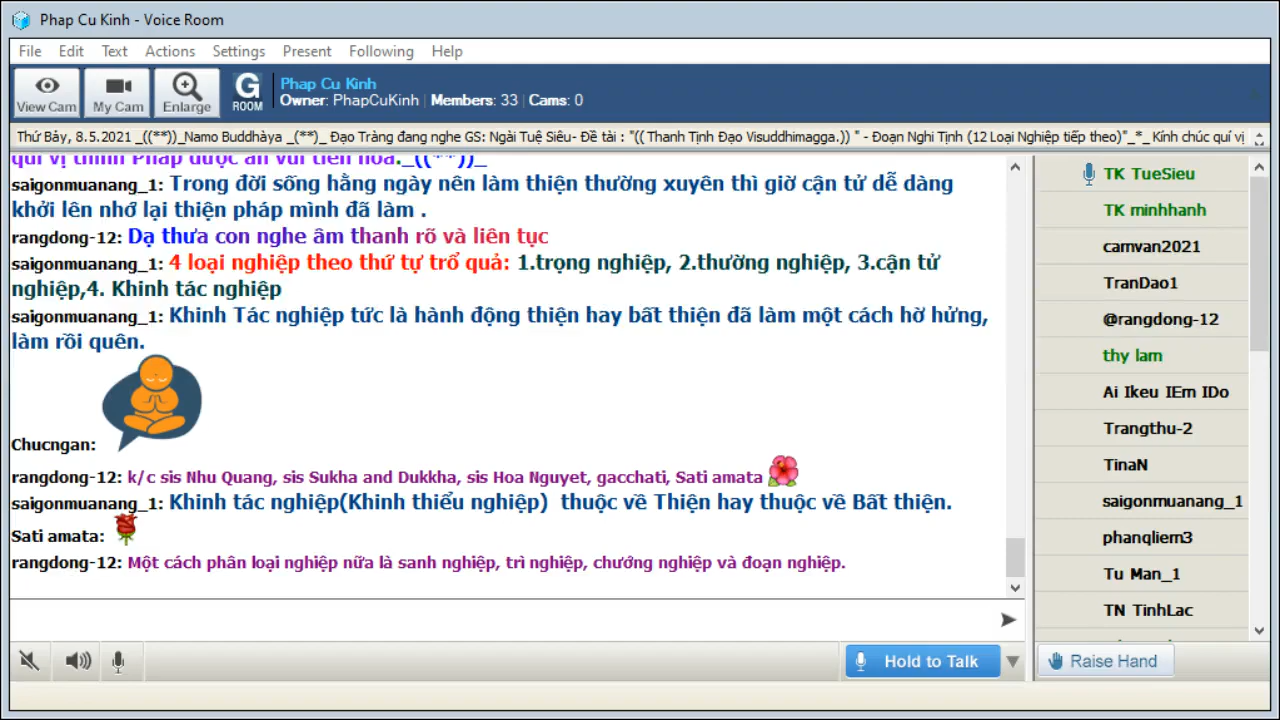 Phap Cu Kinh - Voice Room
File Edit Text Actions Settings Present Following Help
View Cam My Cam Enlarge G ROOM
Phap Cu Kinh
Owner: PhapCuKinh | Members: 33 | Cams: 0
Thứ Bảy, 8.5.2021 _((**))_Namo Buddhàya _(**)_ Đạo Tràng đang nghe GS: Ngài Tuệ Siêu- Đề tài : "(( Thanh Tịnh Đạo Visuddhimagga.)) " - Đoạn Nghi Tịnh (12 Loại Nghiệp tiếp theo)"_*_ Kính chúc quí vị
quí vị thính Pháp được an vui tiến hóa._((**))_
saigonmuanang_1: Trong đời sống hằng ngày nên làm thiện thường xuyên thì giờ cận tử dễ dàng
khởi lên nhớ lại thiện pháp mình đã làm .
rangdong-12: Dạ thưa con nghe âm thanh rõ và liên tục
saigonmuanang_1: 4 loại nghiệp theo thứ tự trổ quả: 1.trọng nghiệp, 2.thường nghiệp, 3.cận tử
nghiệp,4. Khinh tác nghiệp
saigonmuanang_1: Khinh Tác nghiệp tức là hành động thiện hay bất thiện đã làm một cách hờ hửng,
làm rồi quên.
Chucngan:
rangdong-12: k/c sis Nhu Quang, sis Sukha and Dukkha, sis Hoa Nguyet, gacchati, Sati amata
saigonmuanang_1: Khinh tác nghiệp(Khinh thiểu nghiệp) thuộc về Thiện hay thuộc về Bất thiện.
Sati amata:
rangdong-12: Một cách phân loại nghiệp nữa là sanh nghiệp, trì nghiệp, chướng nghiệp và đoạn nghiệp.
TK TueSieu
TK minhhanh
camvan2021
TranDao1
@rangdong-12
thy lam
Ai Ikeu IEm IDo
Trangthu-2
TinaN
saigonmuanang_1
phanqliem3
Tu Man_1
TN TinhLac
Hold to Talk
Raise Hand